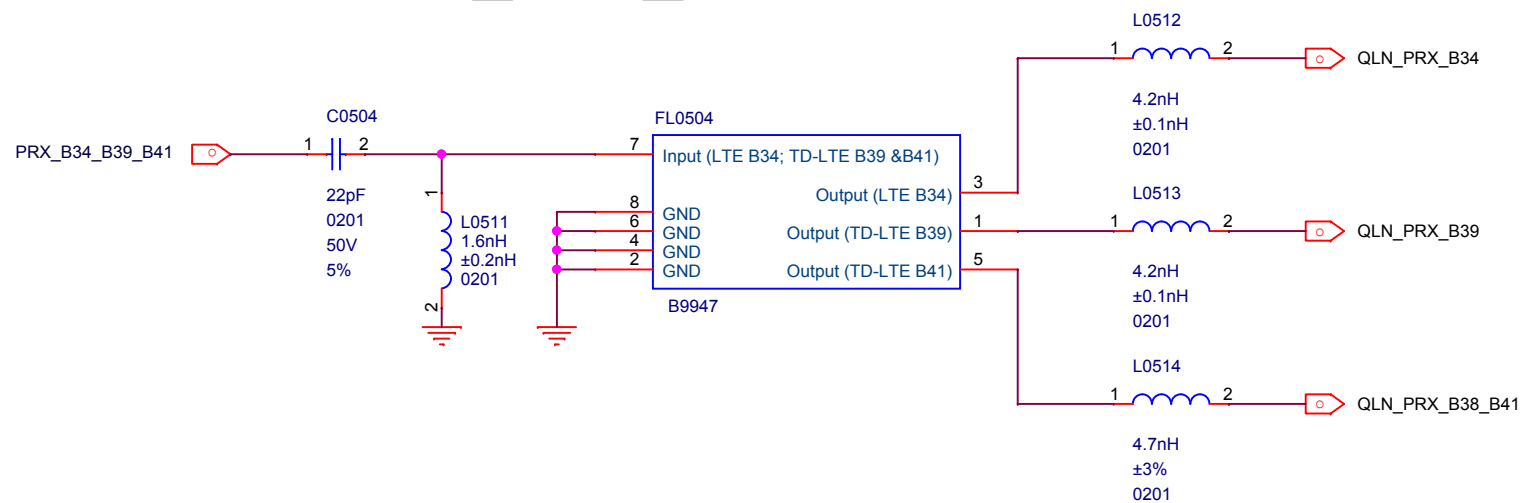 L0512
1
2
QLN_PRX_B34
4.2nH
±0.1nH
0201
C0504
FL0504
PRX_B34_B39_B41
1
2
7
Input (LTE B34; TD-LTE B39 &B41)
22pF
0201
50V
5%
1
L0511
1.6nH
±0.2nH
0201
2
8
GND
6
GND
4
GND
2
GND
Output (LTE B34)
3
Output (TD-LTE B39)
1
Output (TD-LTE B41)
5
B9947
L0513
1
2
QLN_PRX_B39
4.2nH
±0.1nH
0201
L0514
1
2
QLN_PRX_B38_B41
4.7nH
±3%
0201